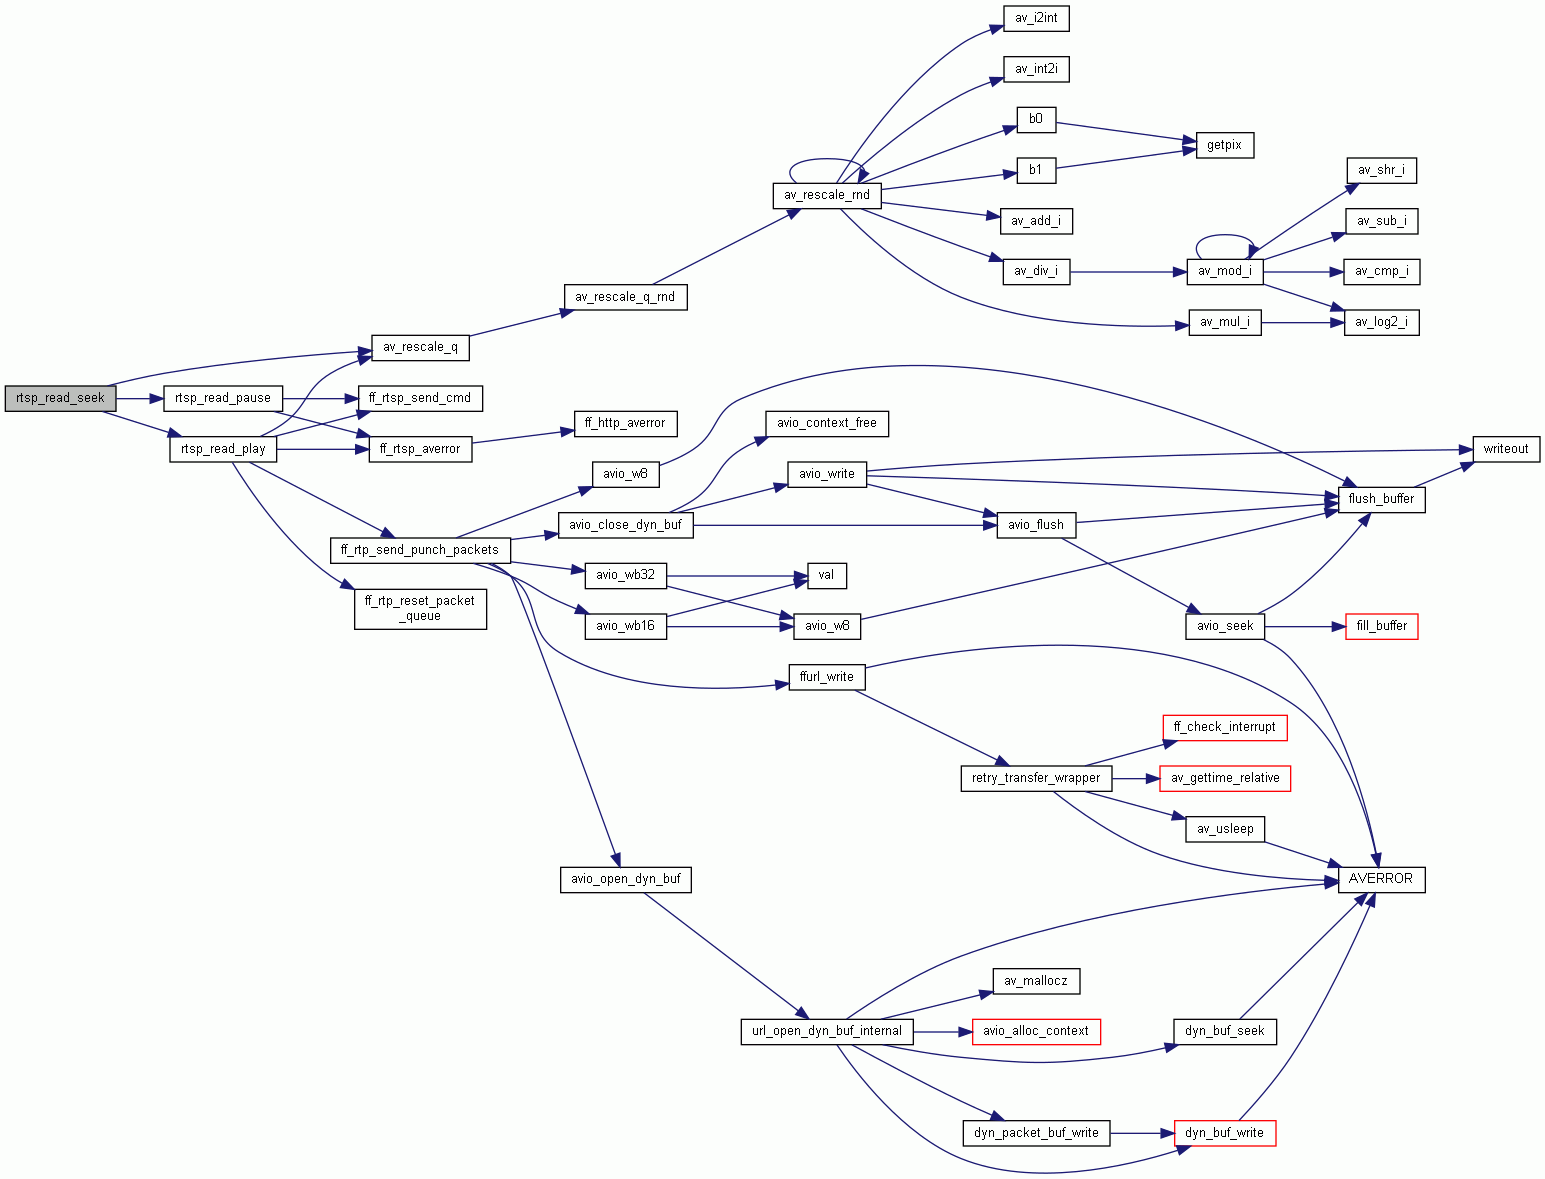 av_i2int
av_int2i
b0
getpix
b1
av_shr_i
av_rescale_rnd
av_add_i
av_sub_i
av_div_i
av_mod_i
av_cmp_i
av_rescale_q_rnd
av_mul_i
av_log2_i
av_rescale_q
rtsp_read_seek
rtsp_read_pause
ff_rtsp_send_cmd
ff_http_averror
avio_context_free
rtsp_read_play
ff_rtsp_averror
writeout
avio_w8
avio_write
flush_buffer
avio_close_dyn_buf
avio_flush
ff_rtp_send_punch_packets
avio_wb32
val
ff_rtp_reset_packet
_queue
avio_wb16
avio_w8
avio_seek
fill_buffer
ffurl_write
ff_check_interrupt
retry_transfer_wrapper
av_gettime_relative
av_usleep
avio_open_dyn_buf
AVERROR
av_mallocz
url_open_dyn_buf_internal
avio_alloc_context
dyn_buf_seek
dyn_packet_buf_write
dyn_buf_write